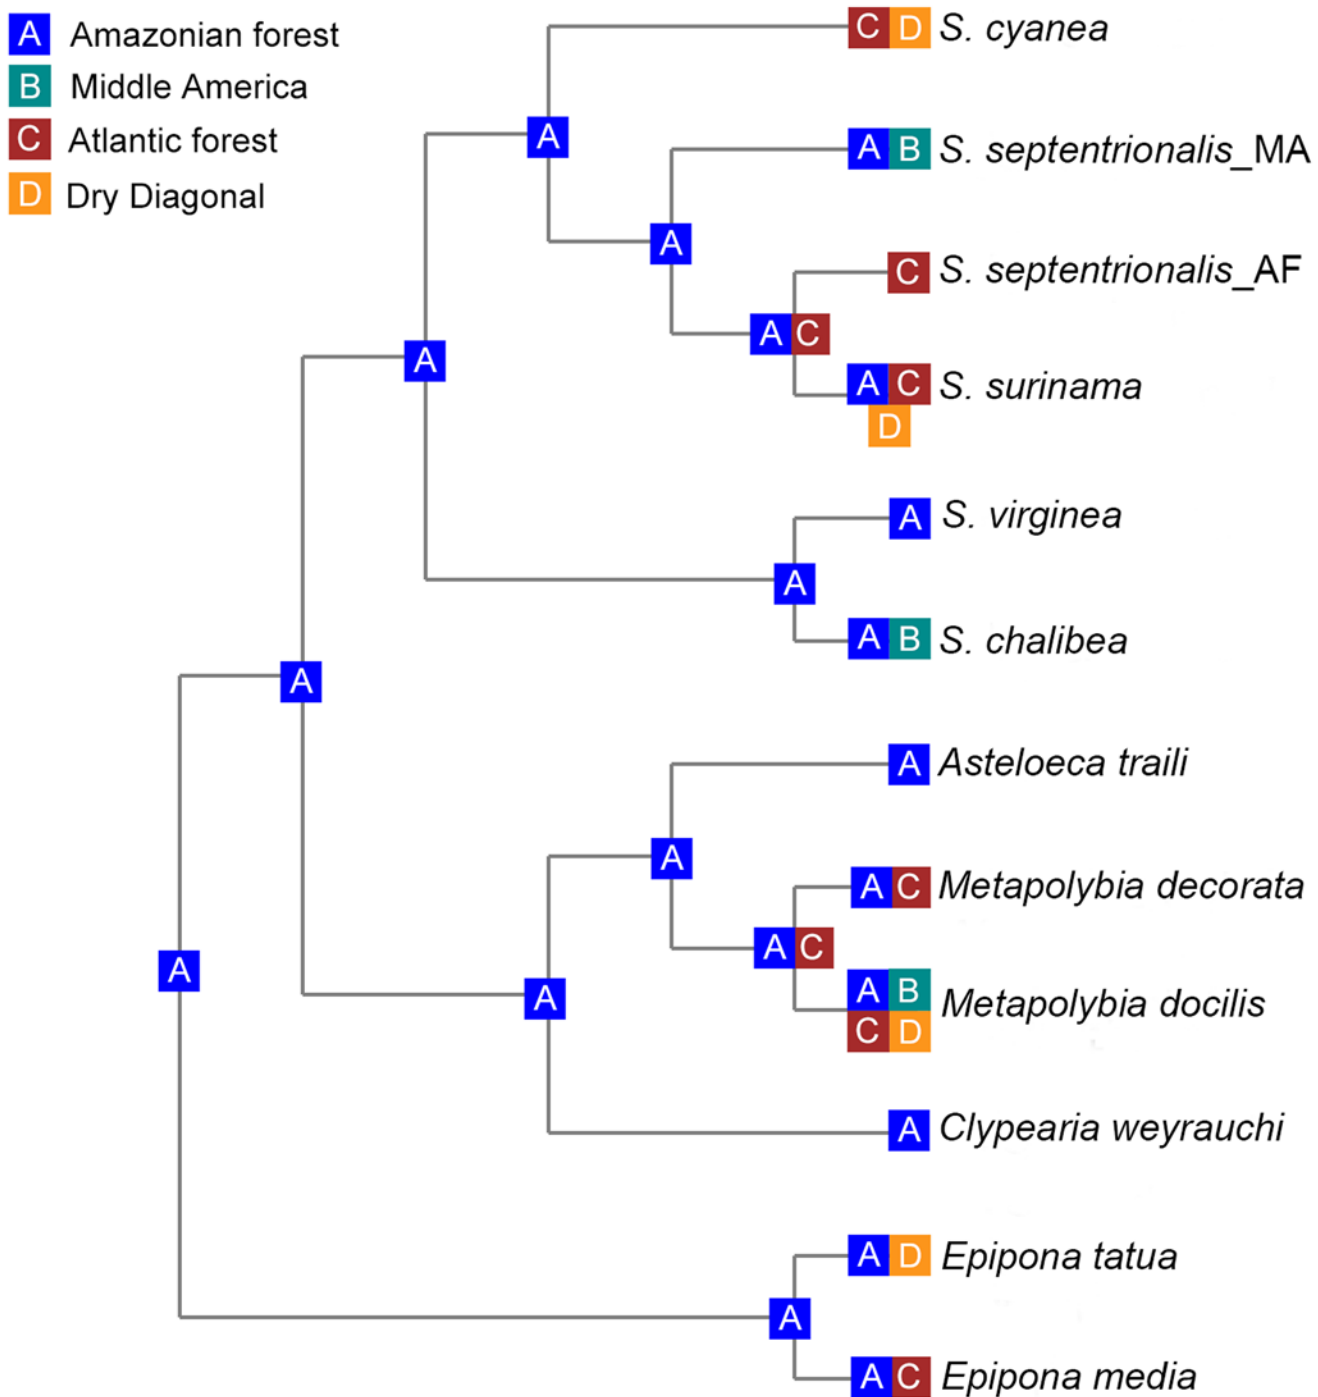 A Amazonian forest
B Middle America
C Atlantic forest
D Dry Diagonal
C D S. cyanea
A
A B S. septentrionalis_MA
A
C S. septentrionalis_AF
A C
A
A C S. surinama
D
A S. virginea
A
A B S. chalibea
A
A Asteloeca traili
A
A C Metapolybia decorata
A C
A
A B Metapolybia docilis
C D
A
A Clypearia weyrauchi
A D Epipona tatua
A
A C Epipona media